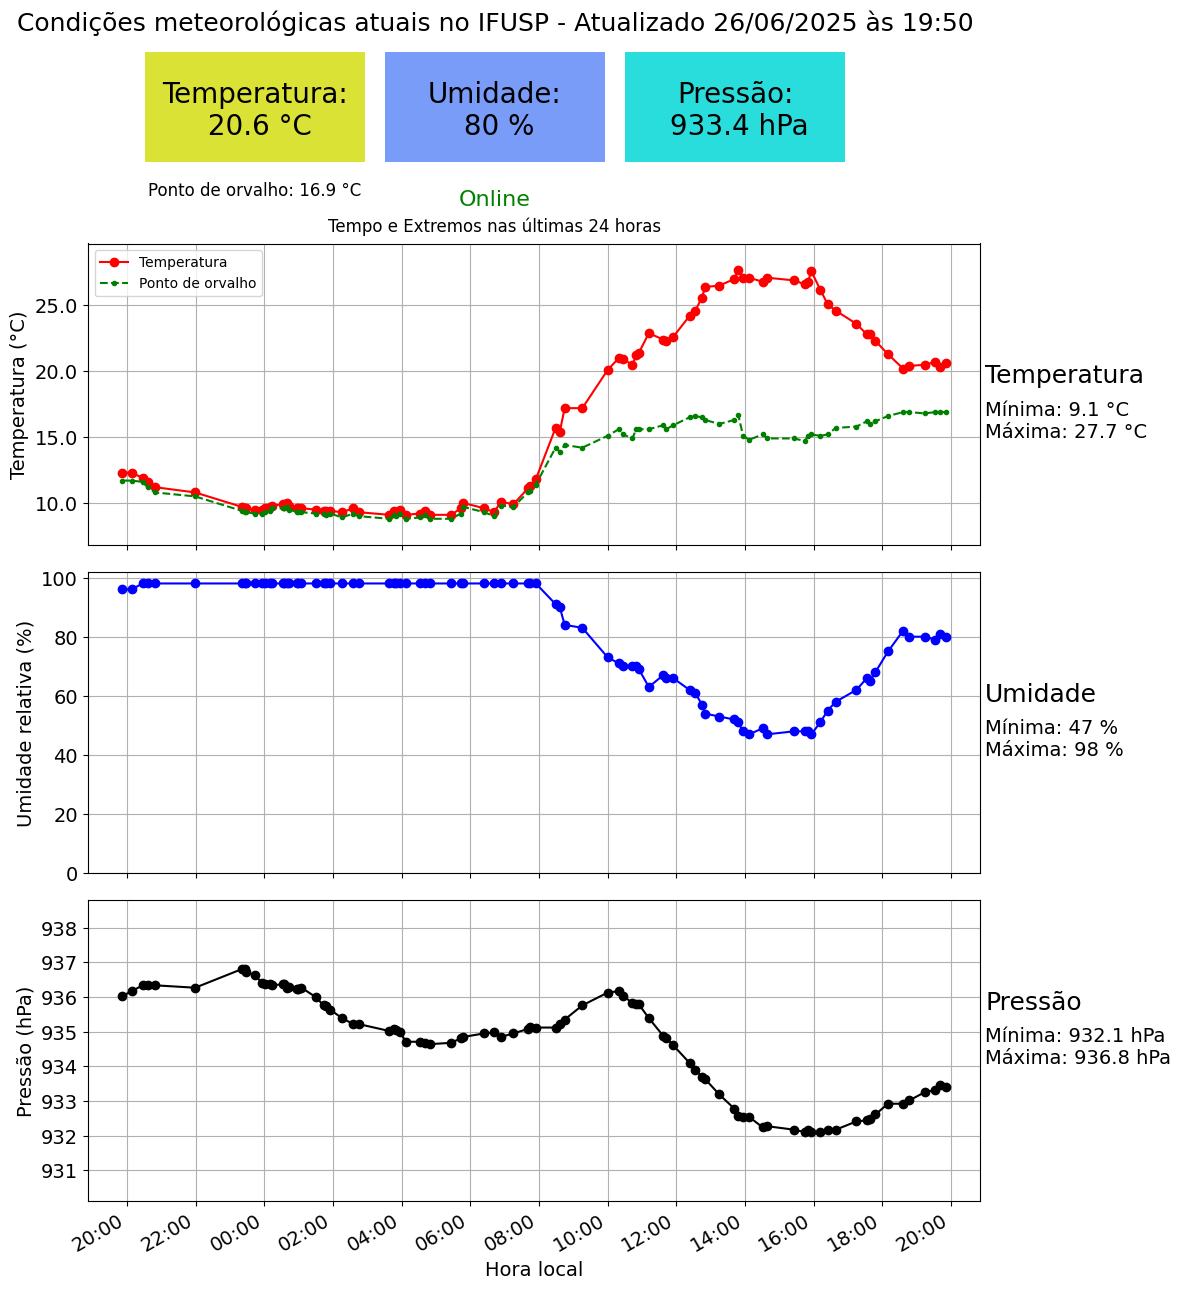 Condições meteorológicas atuais no IFUSP - Atualizado 26/06/2025 às 19:50
Temperatura:
20.6 °C
Umidade:
80 %
Pressão:
933.4 hPa
Ponto de orvalho: 16.9 °C
Online
Tempo e Extremos nas últimas 24 horas
Temperatura
Ponto de orvalho
Temperatura (°C)
25.0
20.0
15.0
10.0
Temperatura
Mínima: 9.1 °C
Máxima: 27.7 °C
Umidade relativa (%)
100
80
60
40
20
0
Umidade
Mínima: 47 %
Máxima: 98 %
Pressão (hPa)
938
937
936
935
934
933
932
931
Pressão
Mínima: 932.1 hPa
Máxima: 936.8 hPa
20:00 22:00 00:00 02:00 04:00 06:00 08:00 10:00 12:00 14:00 16:00 18:00 20:00
Hora local